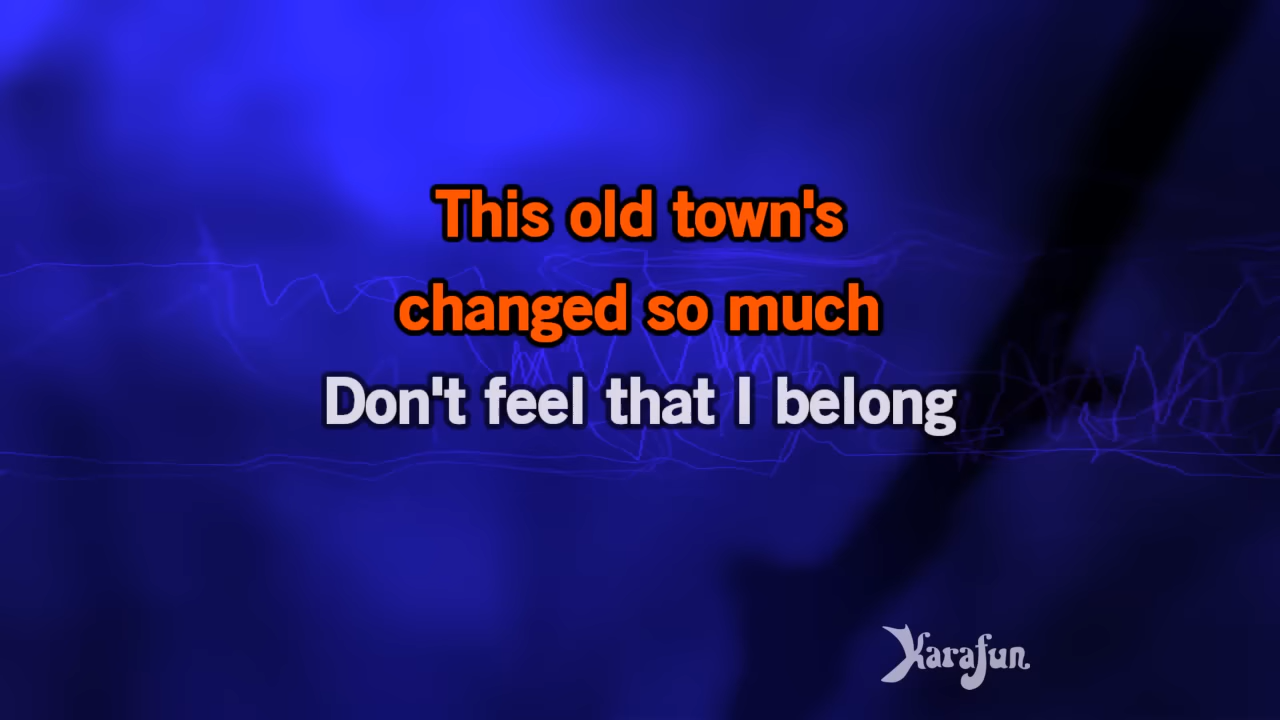 This old town's
changed so much
Don't feel that I belong
Karafun